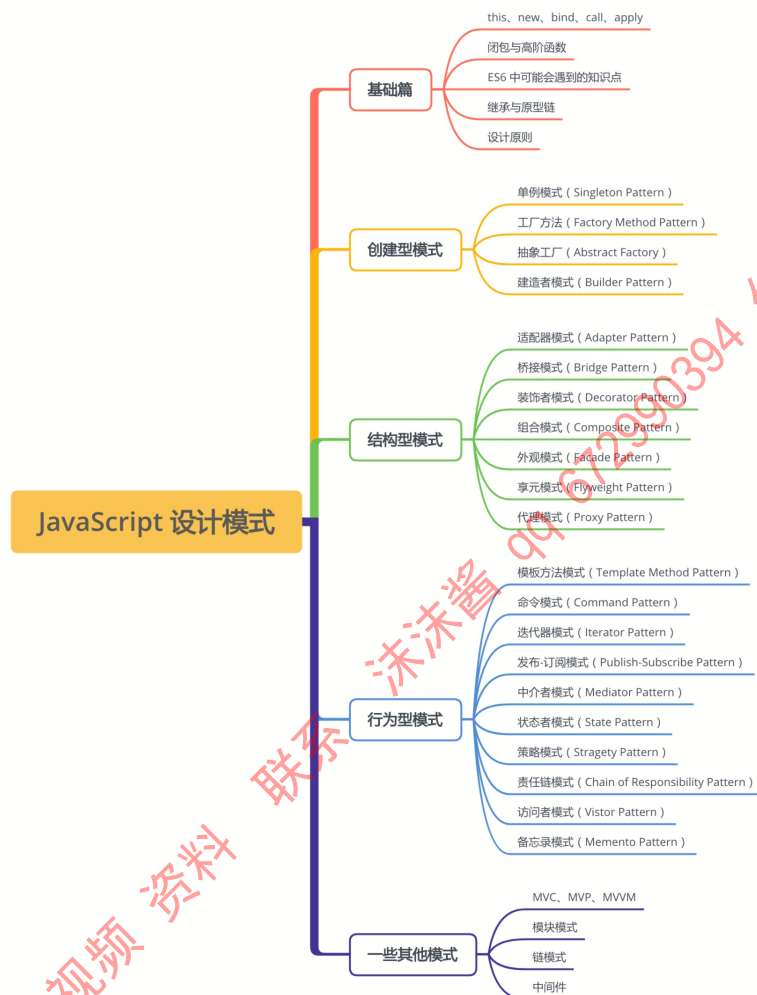 this、new、bind、call、apply
闭包与高阶函数
ES6 中可能会遇到的知识点
继承与原型链
设计原则
基础篇
单例模式 ( Singleton Pattern )
工厂方法 ( Factory Method Pattern )
抽象工厂 ( Abstract Factory )
建造者模式 ( Builder Pattern )
创建型模式
适配器模式 ( Adapter Pattern )
桥接模式 ( Bridge Pattern )
装饰者模式 ( Decorator Pattern )
组合模式 ( Composite Pattern )
外观模式 ( Facade Pattern )
享元模式 ( Flyweight Pattern )
代理模式 ( Proxy Pattern )
结构型模式
JavaScript 设计模式
模板方法模式 ( Template Method Pattern )
命令模式 ( Command Pattern )
迭代器模式 ( Iterator Pattern )
发布-订阅模式 ( Publish-Subscribe Pattern )
中介者模式 ( Mediator Pattern )
状态者模式 ( State Pattern )
策略模式 ( Stragety Pattern )
责任链模式 ( Chain of Responsibility Pattern )
访问者模式 ( Vistor Pattern )
备忘录模式 ( Memento Pattern )
行为型模式
MVC、MVP、MVVM
模块模式
链模式
中间件
一些其他模式
视频 资料 联系 沫沫酱 qq 672990394